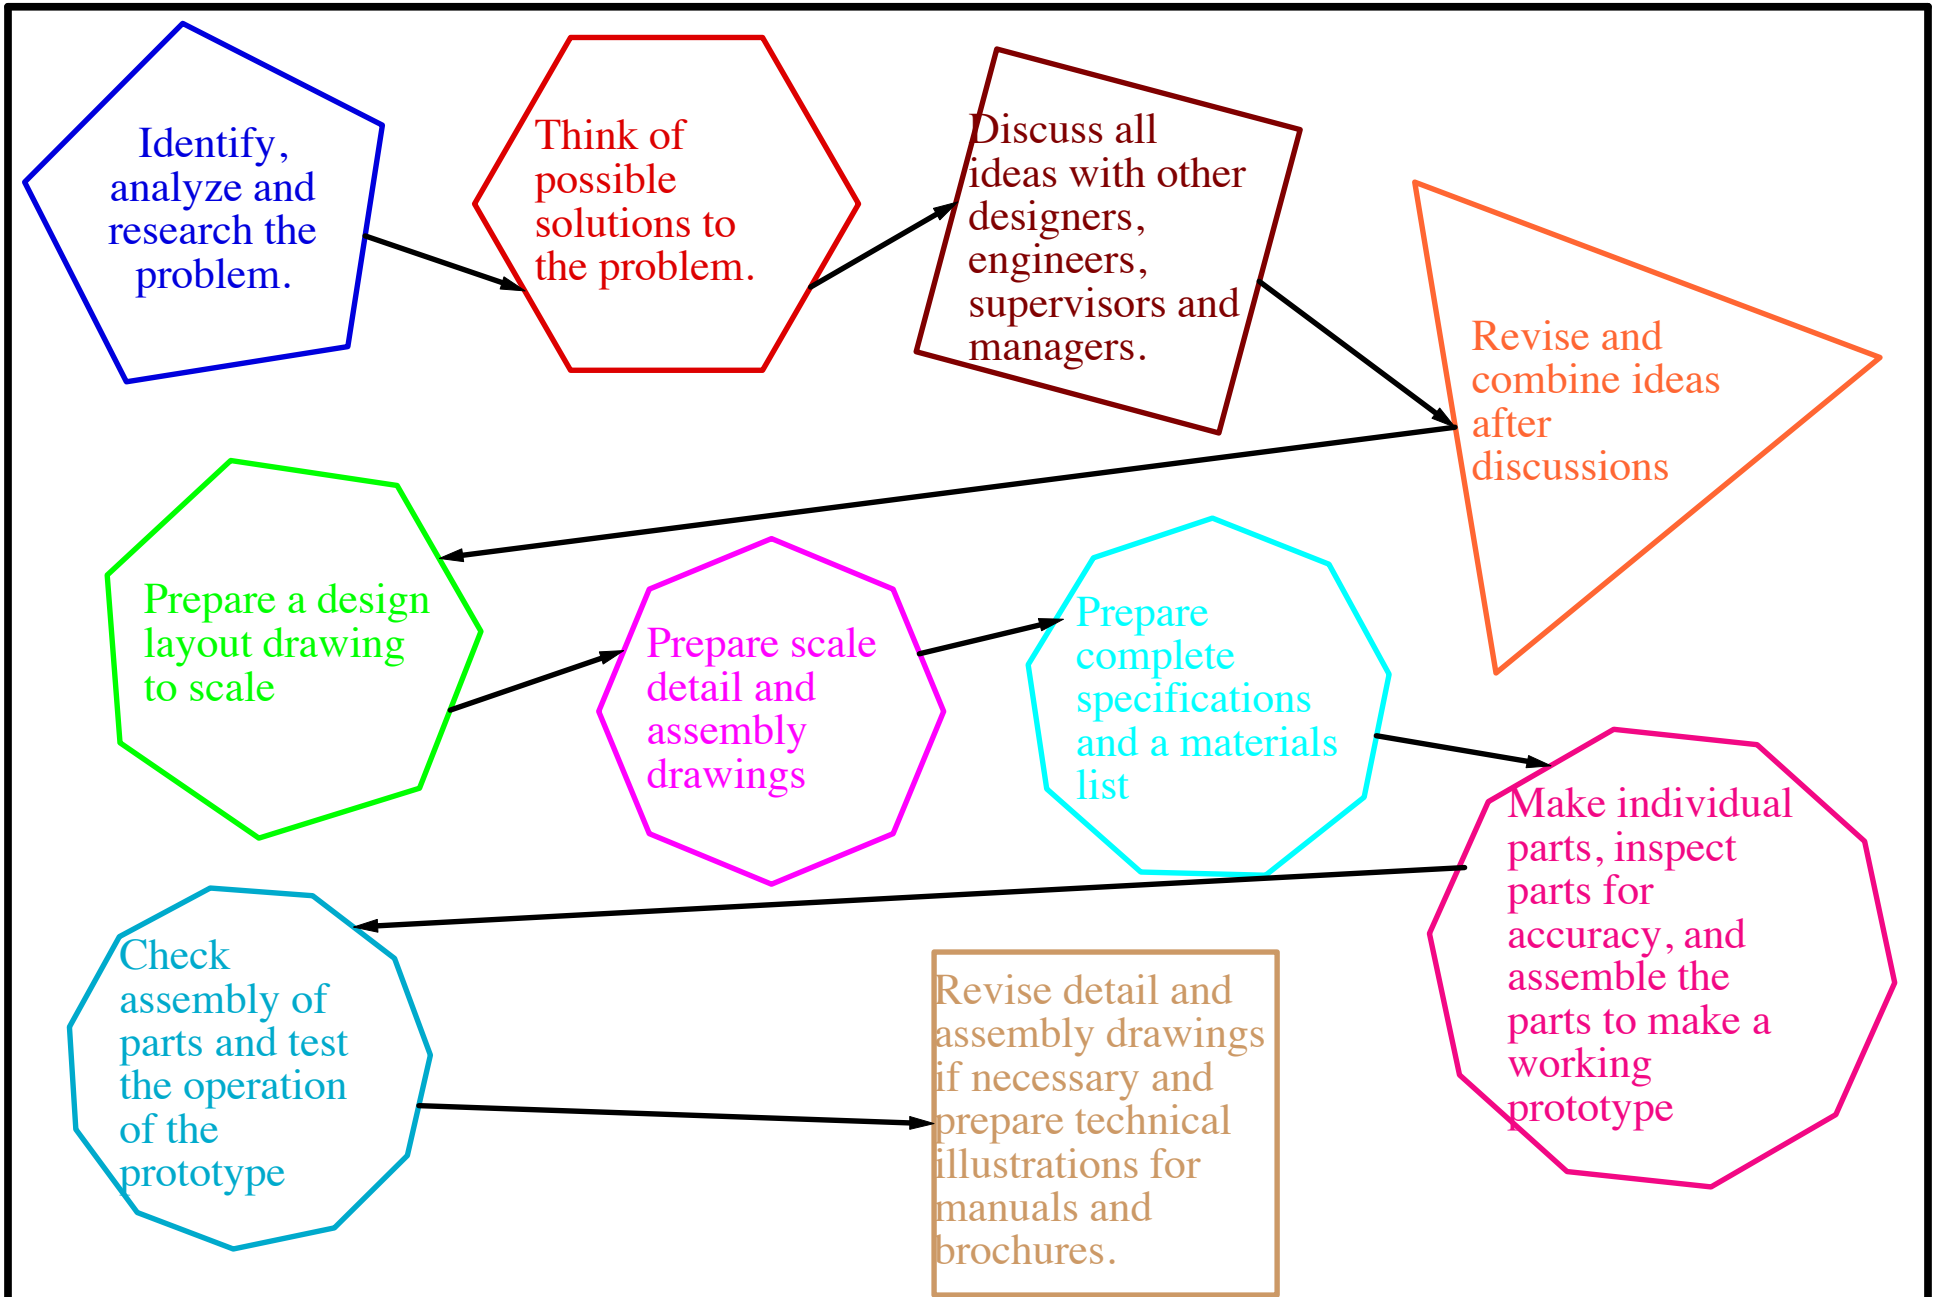 Identify,
analyze and
research the
problem.
Think of
possible
solutions to
the problem.
Discuss all
ideas with other
designers,
engineers,
supervisors and
managers.
Revise and
combine ideas
after
discussions
Prepare a design
layout drawing
to scale
Prepare scale
detail and
assembly
drawings
Prepare
complete
specifications
and a materials
list
Make individual
parts, inspect
parts for
accuracy, and
assemble the
parts to make a
working
prototype
Check
assembly of
parts and test
the operation
of the
prototype
Revise detail and
assembly drawings
if necessary and
prepare technical
illustrations for
manuals and
brochures.